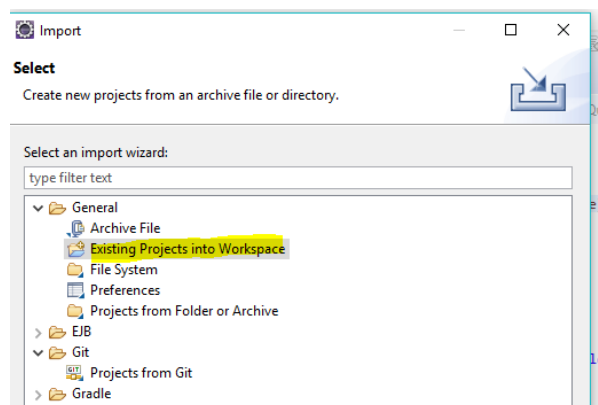 Import
Select
Create new projects from an archive file or directory.
Select an import wizard:
type filter text
General
Archive File
Existing Projects into Workspace
File System
Preferences
Projects from Folder or Archive
EJB
Git
GIT
Projects from Git
Gradle